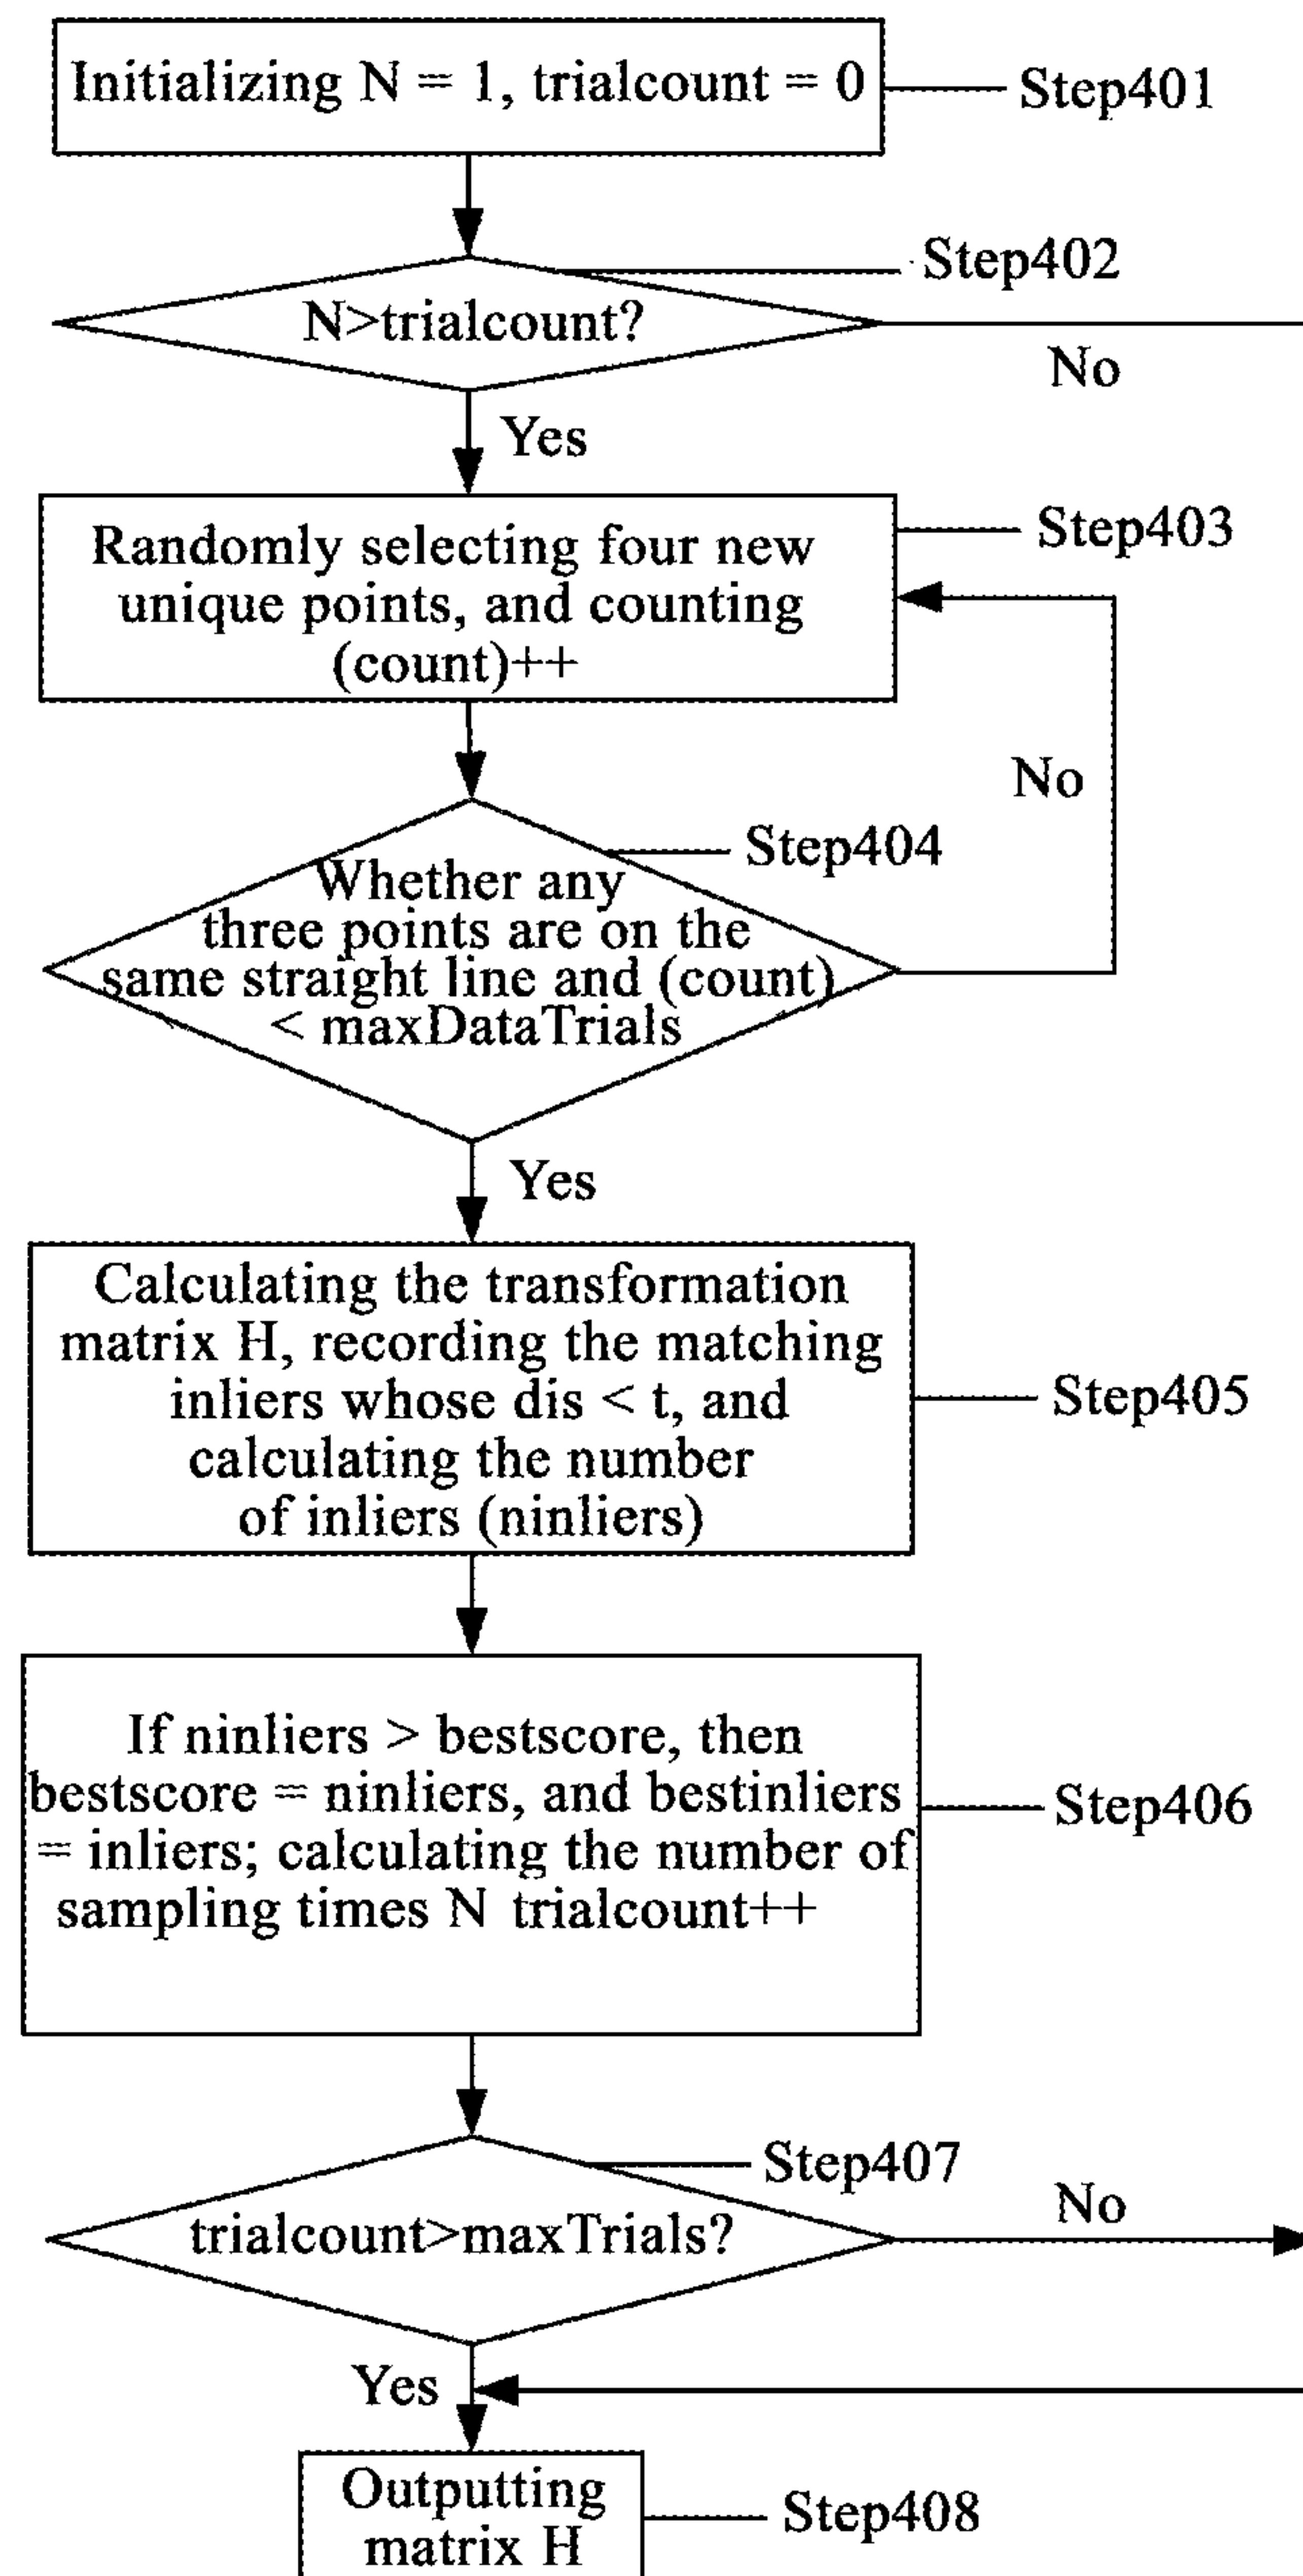 Initializing N = 1, trialcount = 0
Step401
Step402
N>trialcount?
No
Yes
Step403
Randomly selecting four new
unique points, and counting
(count)++
No
Step404
Whether any
three points are on the
same straight line and (count)
< maxDataTrials
Yes
Calculating the transformation
matrix H, recording the matching
inliers whose dis < t, and
calculating the number
of inliers (ninliers)
Step405
If ninliers > bestscore, then
bestscore = ninliers, and bestinliers
= inliers; calculating the number of
sampling times N trialcount++
Step406
Step407
No
trialcount>maxTrials?
Yes
Outputting
matrix H
Step408